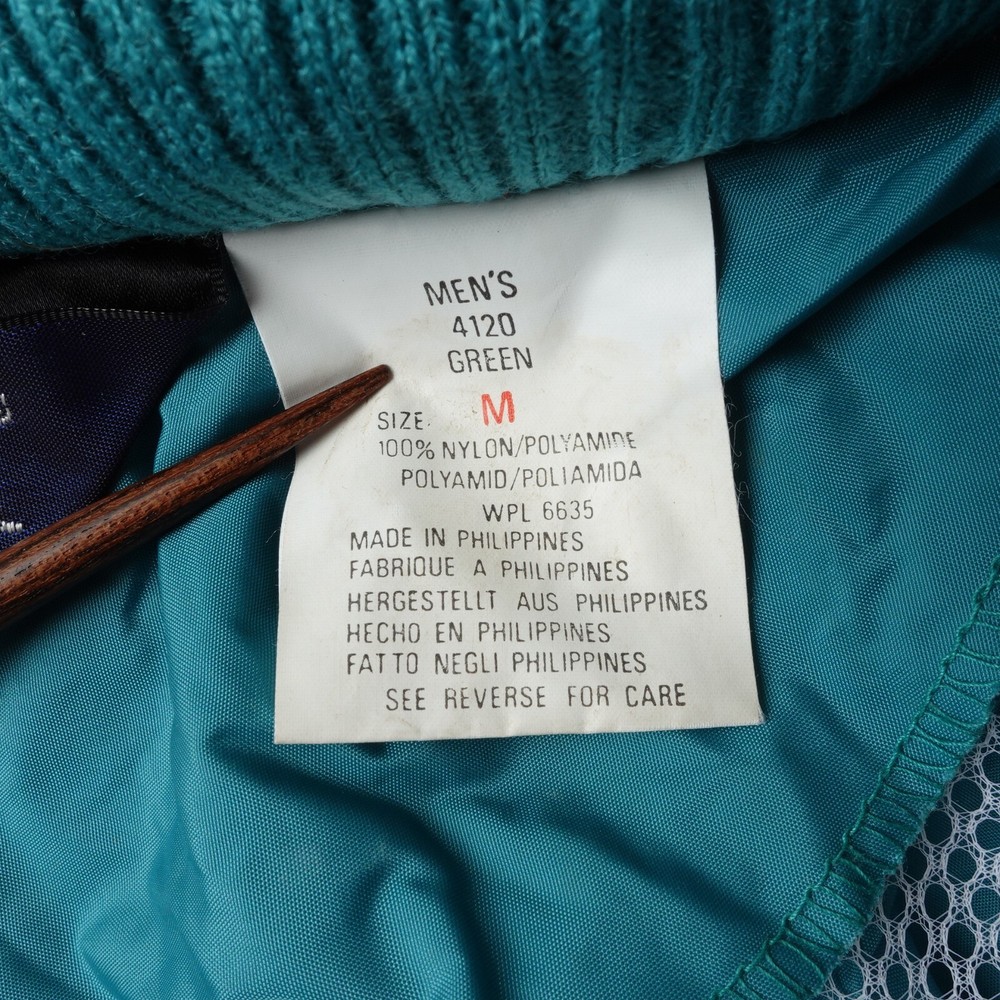 MEN'S
4120
GREEN
SIZE. M
100% NYLON/POLYAMIDE
POLYAMID/POLIAMIDA
WPL 6635
MADE IN PHILIPPINES
FABRIQUE A PHILIPPINES
HERGESTELLT AUS PHILIPPINES
HECHO EN PHILIPPINES
FATTO NEGLI PHILIPPINES
SEE REVERSE FOR CARE